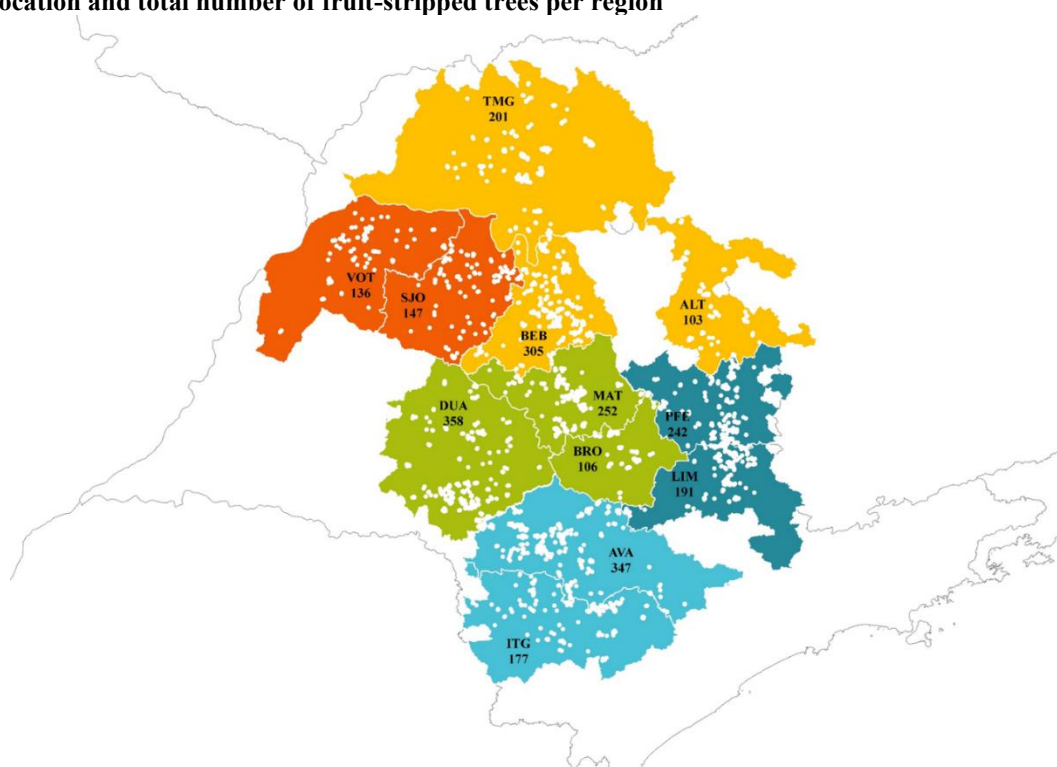 ocation and total number of fruit-stripped trees per region
TMG
201
VOT
136
SJO
147
ALT
103
BEB
305
MAT
252
DUA
358
PFE
242
BRO
106
LIM
191
AVA
347
ITG
177